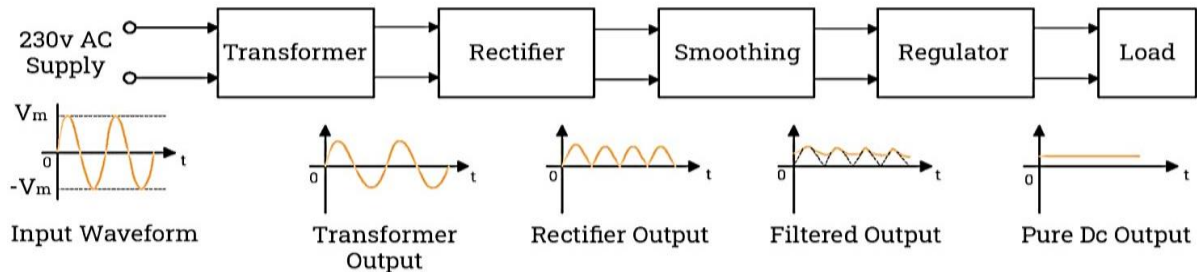 230v AC
Supply
Transformer
Rectifier
Smoothing
Regulator
Load
Vm
0
-Vm
t
Input Waveform
0
t
Transformer
Output
0
t
Rectifier Output
0
t
Filtered Output
0
t
Pure Dc Output